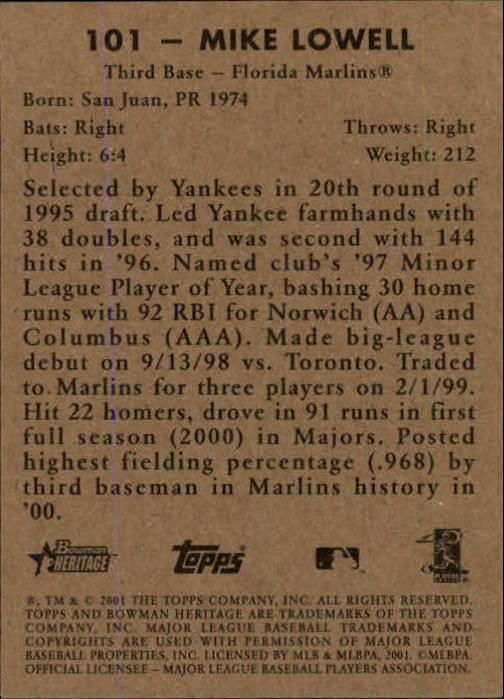 101 – MIKE LOWELL
Third Base – Florida Marlins®
Born: San Juan, PR 1974
Bats: Right Throws: Right
Height: 6:4 Weight: 212
Selected by Yankees in 20th round of
1995 draft. Led Yankee farmhands with
38 doubles, and was second with 144
hits in '96. Named club's '97 Minor
League Player of Year, bashing 30 home
runs with 92 RBI for Norwich (AA) and
Columbus (AAA). Made big-league
debut on 9/13/98 vs. Toronto. Traded
to Marlins for three players on 2/1/99.
Hit 22 homers, drove in 91 runs in first
full season (2000) in Majors. Posted
highest fielding percentage (.968) by
third baseman in Marlins history in
'00.
Bowman
HERITAGE
TOPPS
®, TM & © 2001 THE TOPPS COMPANY, INC. ALL RIGHTS RESERVED.
TOPPS AND BOWMAN HERITAGE ARE TRADEMARKS OF THE TOPPS
COMPANY, INC. MAJOR LEAGUE BASEBALL TRADEMARKS AND
COPYRIGHTS ARE USED WITH PERMISSION OF MAJOR LEAGUE
BASEBALL PROPERTIES, INC. LICENSED BY MLB & MLBPA, 2001. ©MLBPA.
OFFICIAL LICENSEE – MAJOR LEAGUE BASEBALL PLAYERS ASSOCIATION.